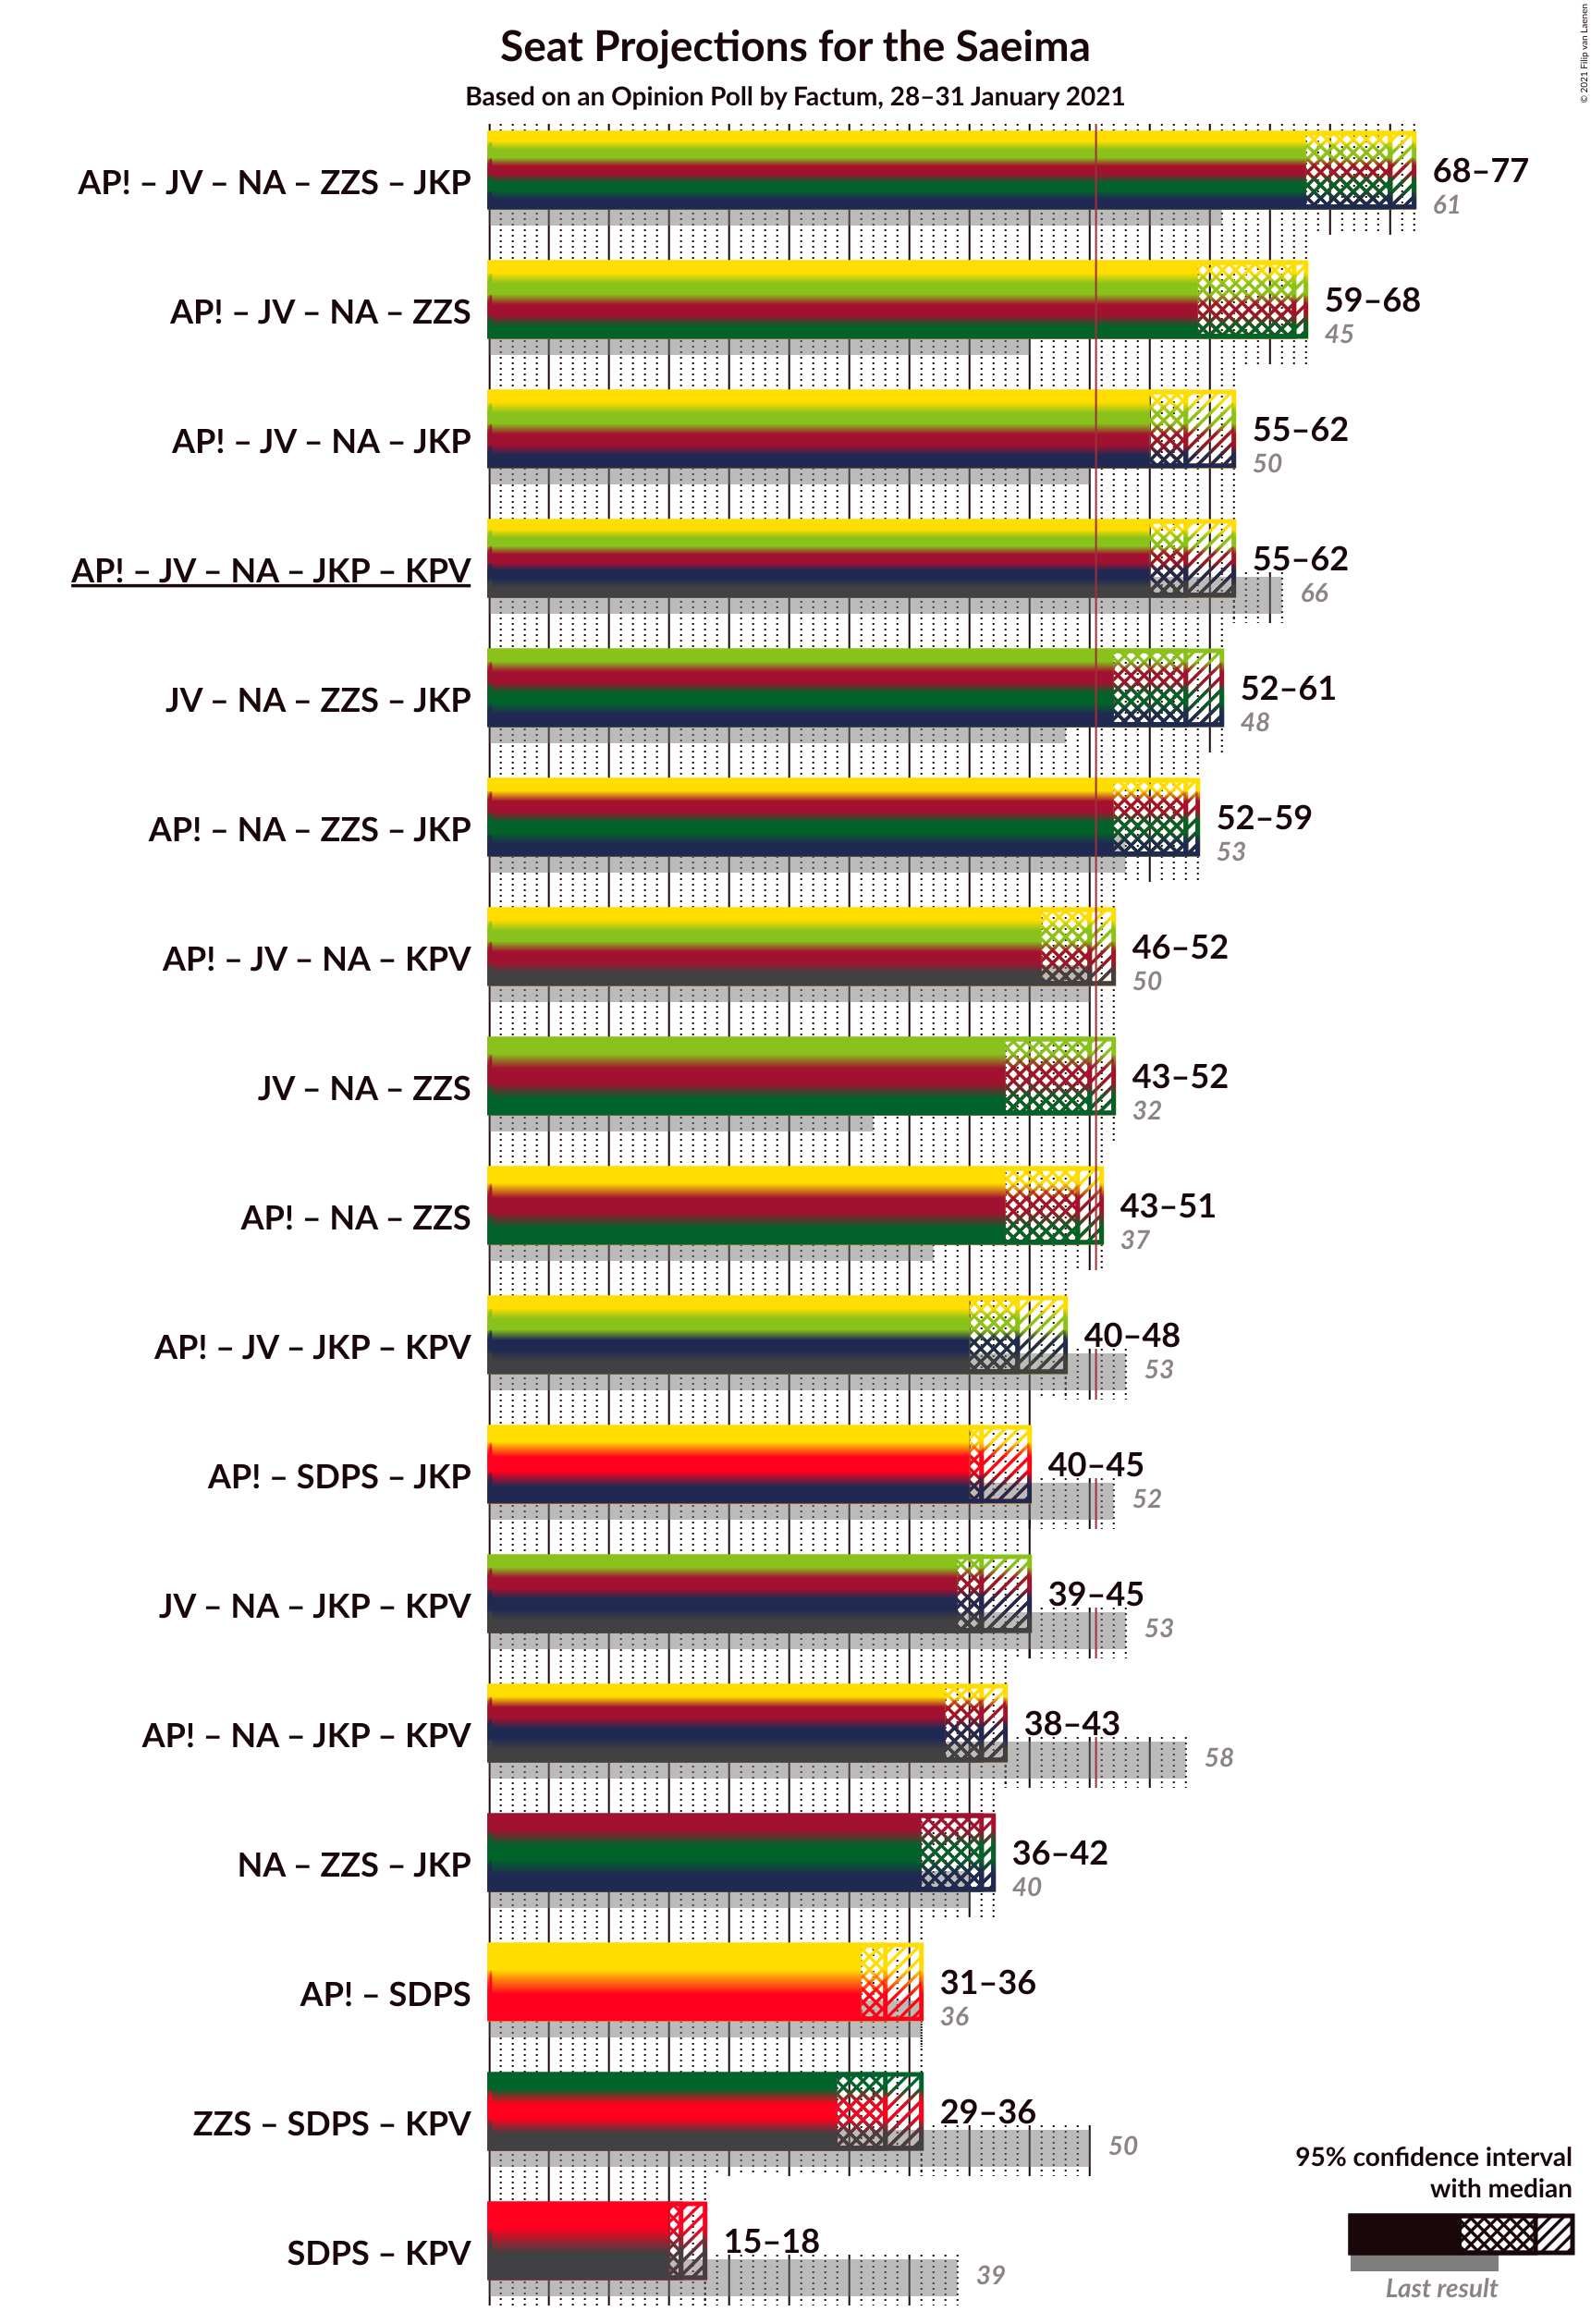 Seat Projections for the Saeima
Based on an Opinion Poll by Factum, 28–31 January 2021
© 2021 Filip van Laenen
AP! – JV – NA – ZZS – JKP
68–77
61
AP! – JV – NA – ZZS
59–68
45
AP! – JV – NA – JKP
55–62
50
AP! – JV – NA – JKP – KPV
55–62
66
JV – NA – ZZS – JKP
52–61
48
AP! – NA – ZZS – JKP
52–59
53
AP! – JV – NA – KPV
46–52
50
JV – NA – ZZS
43–52
32
AP! – NA – ZZS
43–51
37
AP! – JV – JKP – KPV
40–48
53
AP! – SDPS – JKP
40–45
52
JV – NA – JKP – KPV
39–45
53
AP! – NA – JKP – KPV
38–43
58
NA – ZZS – JKP
36–42
40
AP! – SDPS
31–36
36
ZZS – SDPS – KPV
29–36
50
SDPS – KPV
15–18
39
95% confidence interval
with median
Last result